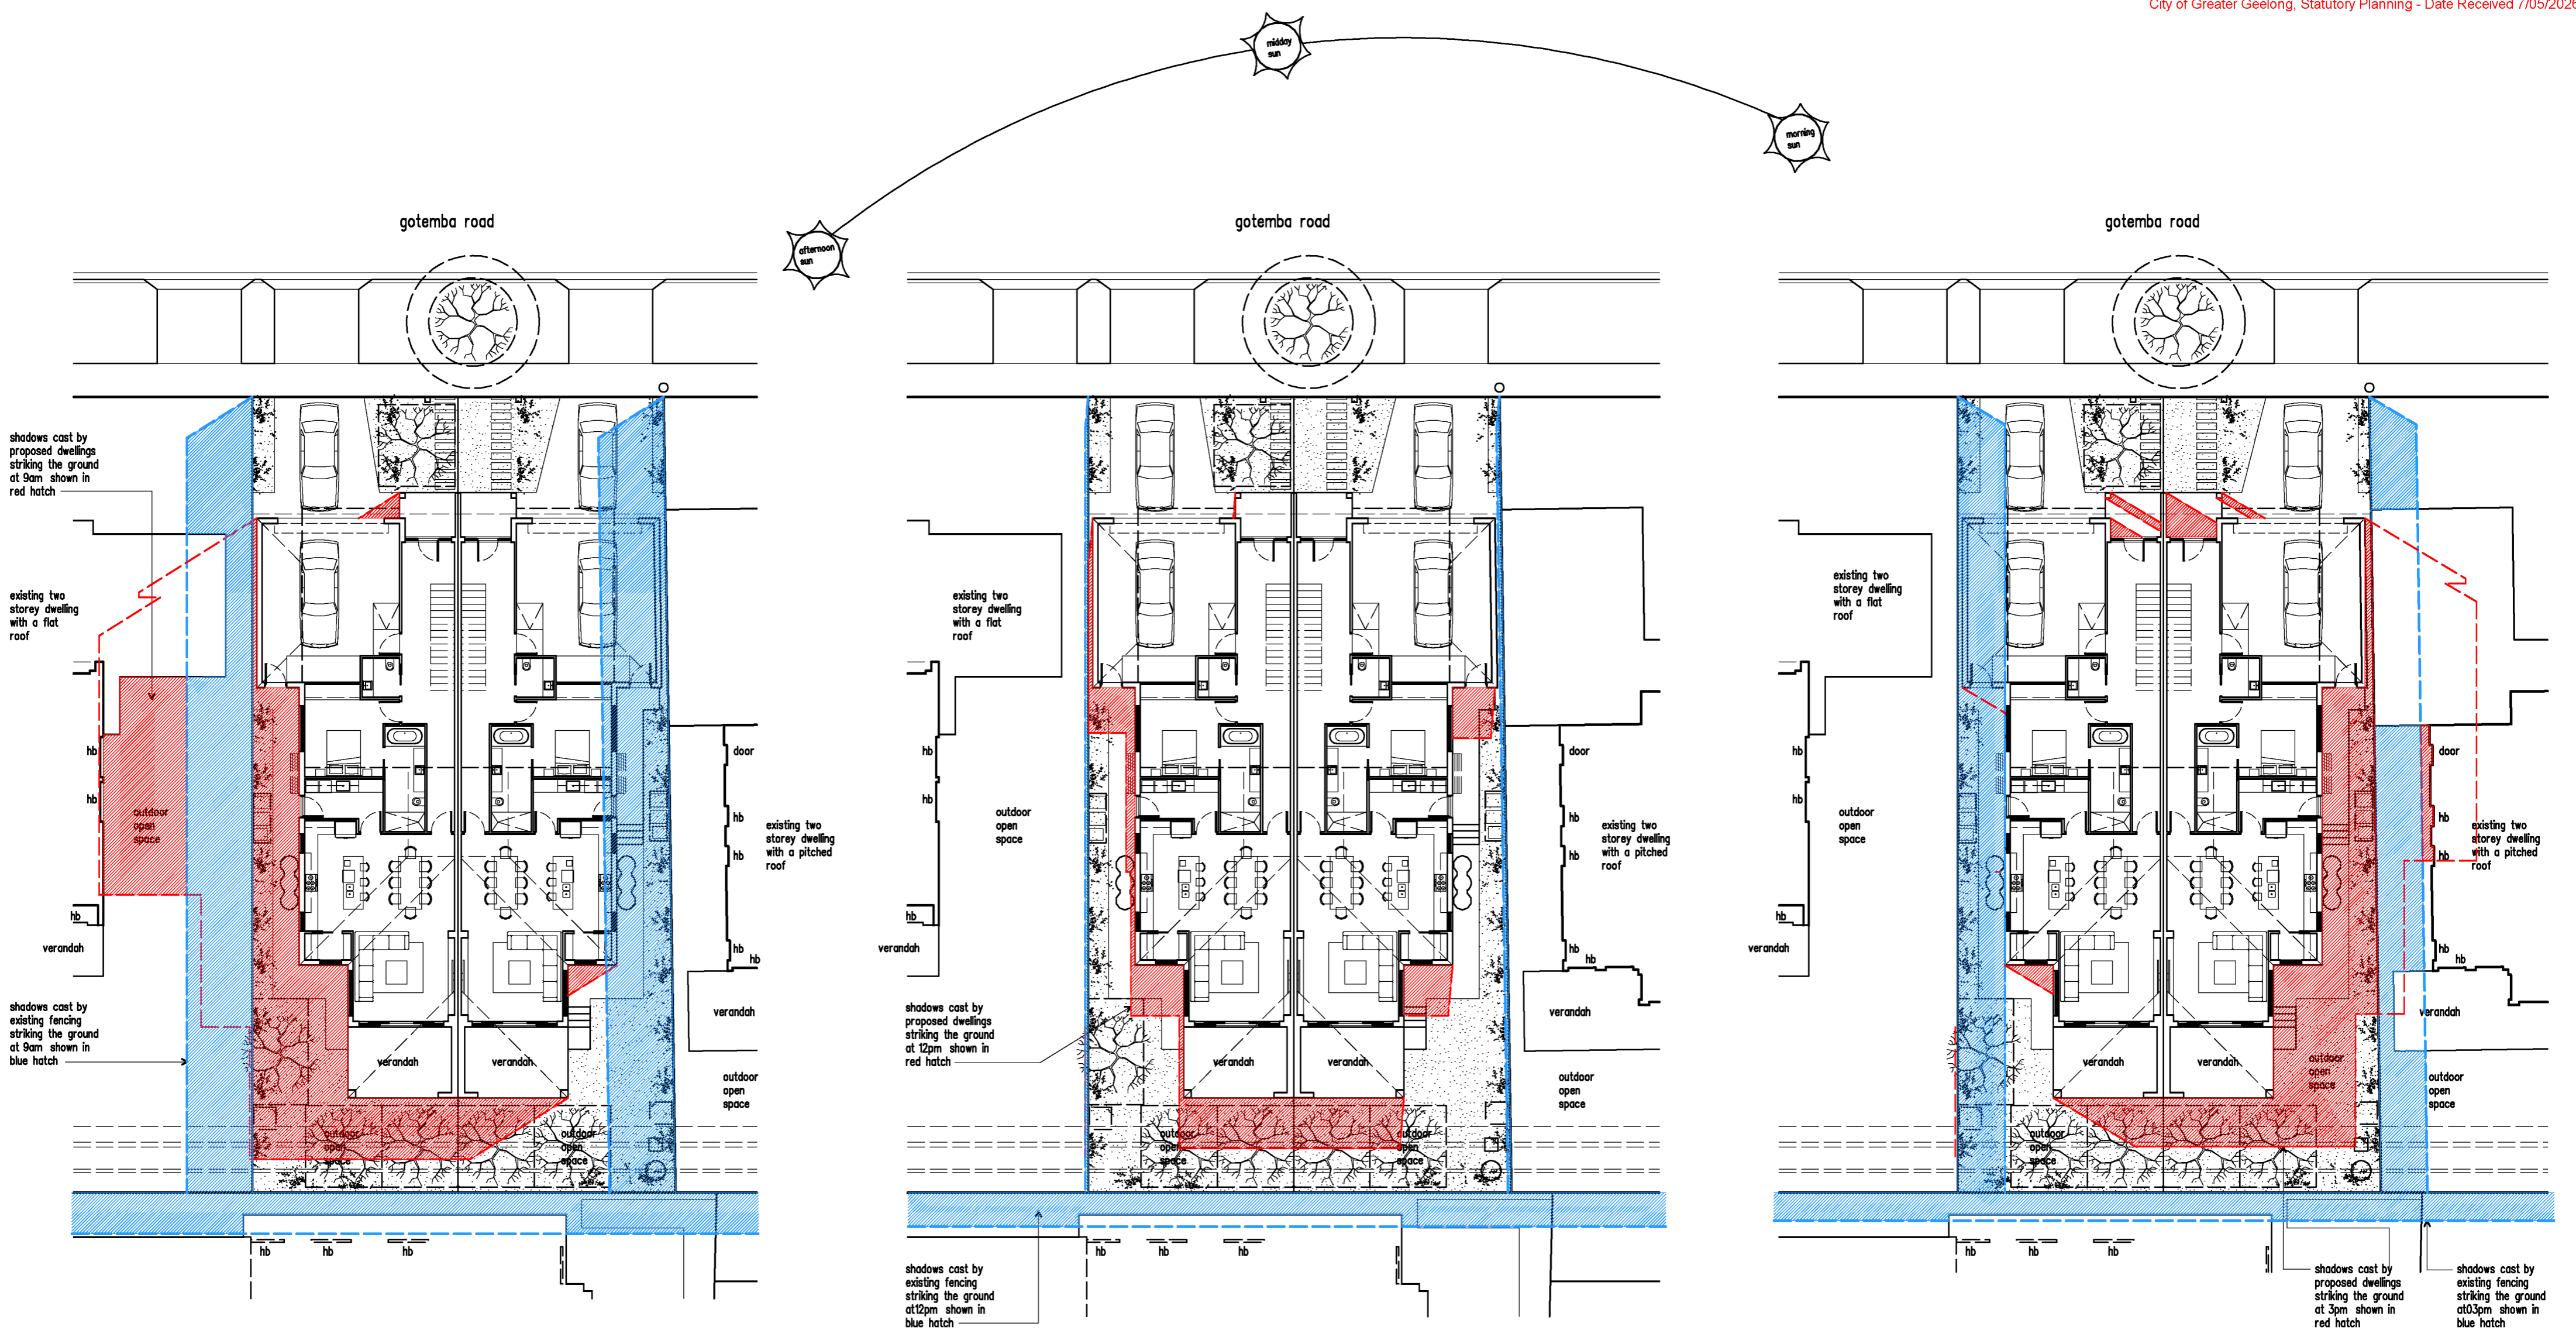 City of Greater Geelong, Statutory Planning - Date Received 7/05/2026
midday
sun
morning
sun
afternoon
sun
gotemba road
gotemba road
gotemba road
shadows cast by
proposed dwellings
striking the ground
at 9am shown in
red hatch
existing two
storey dwelling
with a flat
roof
hb
hb
outdoor
open
space
hb
verandah
shadows cast by
existing fencing
striking the ground
at 9am shown in
blue hatch
verandah
verandah
outdoor
open
space
outdoor
open
space
door
hb
hb
existing two
storey dwelling
with a pitched
roof
hb
hb
verandah
outdoor
open
space
hb
hb
hb
existing two
storey dwelling
with a flat
roof
hb
hb
outdoor
open
space
hb
verandah
shadows cast by
proposed dwellings
striking the ground
at 12pm shown in
red hatch
verandah
verandah
outdoor
open
space
outdoor
open
space
door
hb
hb
existing two
storey dwelling
with a pitched
roof
hb
hb
verandah
outdoor
open
space
hb
hb
hb
shadows cast by
existing fencing
striking the ground
at12pm shown in
blue hatch
existing two
storey dwelling
with a flat
roof
hb
hb
outdoor
open
space
hb
verandah
verandah
verandah
outdoor
open
space
outdoor
open
space
door
hb
hb
existing two
storey dwelling
with a pitched
roof
hb
hb
verandah
outdoor
open
space
hb
hb
hb
shadows cast by
proposed dwellings
striking the ground
at 3pm shown in
red hatch
shadows cast by
existing fencing
striking the ground
at03pm shown in
blue hatch